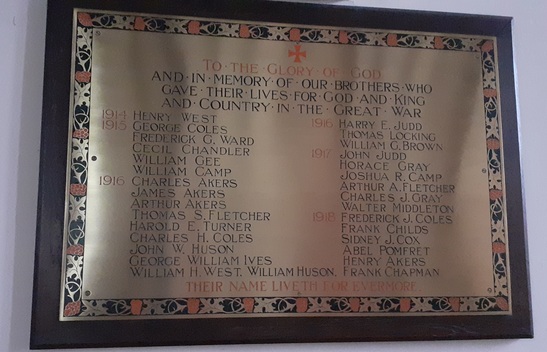 TO·THE·GLORY·OF·GOD
AND·IN·MEMORY·OF·OUR·BROTHERS·WHO
GAVE·THEIR·LIVES·FOR·GOD·AND·KING
AND·COUNTRY·IN·THE·GREAT·WAR
1914 HENRY WEST
1915 GEORGE COLES
FREDERICK G. WARD
CECIL CHANDLER
WILLIAM GEE
WILLIAM CAMP
1916 CHARLES AKERS
JAMES AKERS
ARTHUR AKERS
THOMAS S. FLETCHER
HAROLD E. TURNER
CHARLES H. COLES
JOHN W. HUSON
GEORGE WILLIAM IVES
WILLIAM H. WEST. WILLIAM HUSON.
1916 HARRY E. JUDD
THOMAS LOCKING
WILLIAM G. BROWN
1917 JOHN JUDD
HORACE GRAY
JOSHUA R. CAMP
ARTHUR A. FLETCHER
CHARLES J. GRAY
WALTER MIDDLETON
1918 FREDERICK J. COLES
FRANK CHILDS
SIDNEY J. COX
ABEL POMFRET
HENRY AKERS
FRANK CHAPMAN
THEIR NAME LIVETH FOR EVERMORE